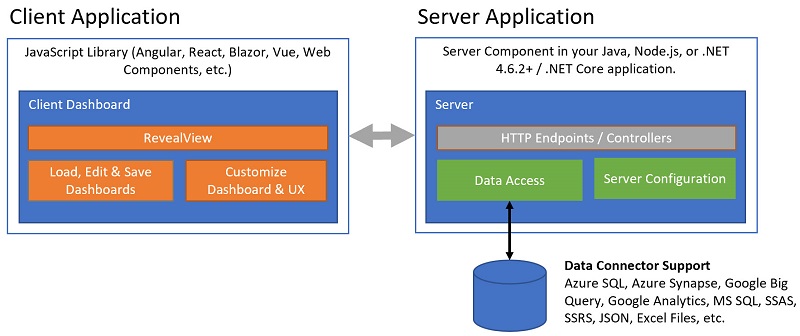 Client Application
JavaScript Library (Angular, React, Blazor, Vue, Web
Components, etc.)
Client Dashboard
RevealView
Load, Edit & Save
Dashboards
Customize
Dashboard & UX
Server Application
Server Component in your Java, Node.js, or .NET
4.6.2+ / .NET Core application.
Server
HTTP Endpoints / Controllers
Data Access
Server Configuration
Data Connector Support
Azure SQL, Azure Synapse, Google Big
Query, Google Analytics, MS SQL, SSAS,
SSRS, JSON, Excel Files, etc.